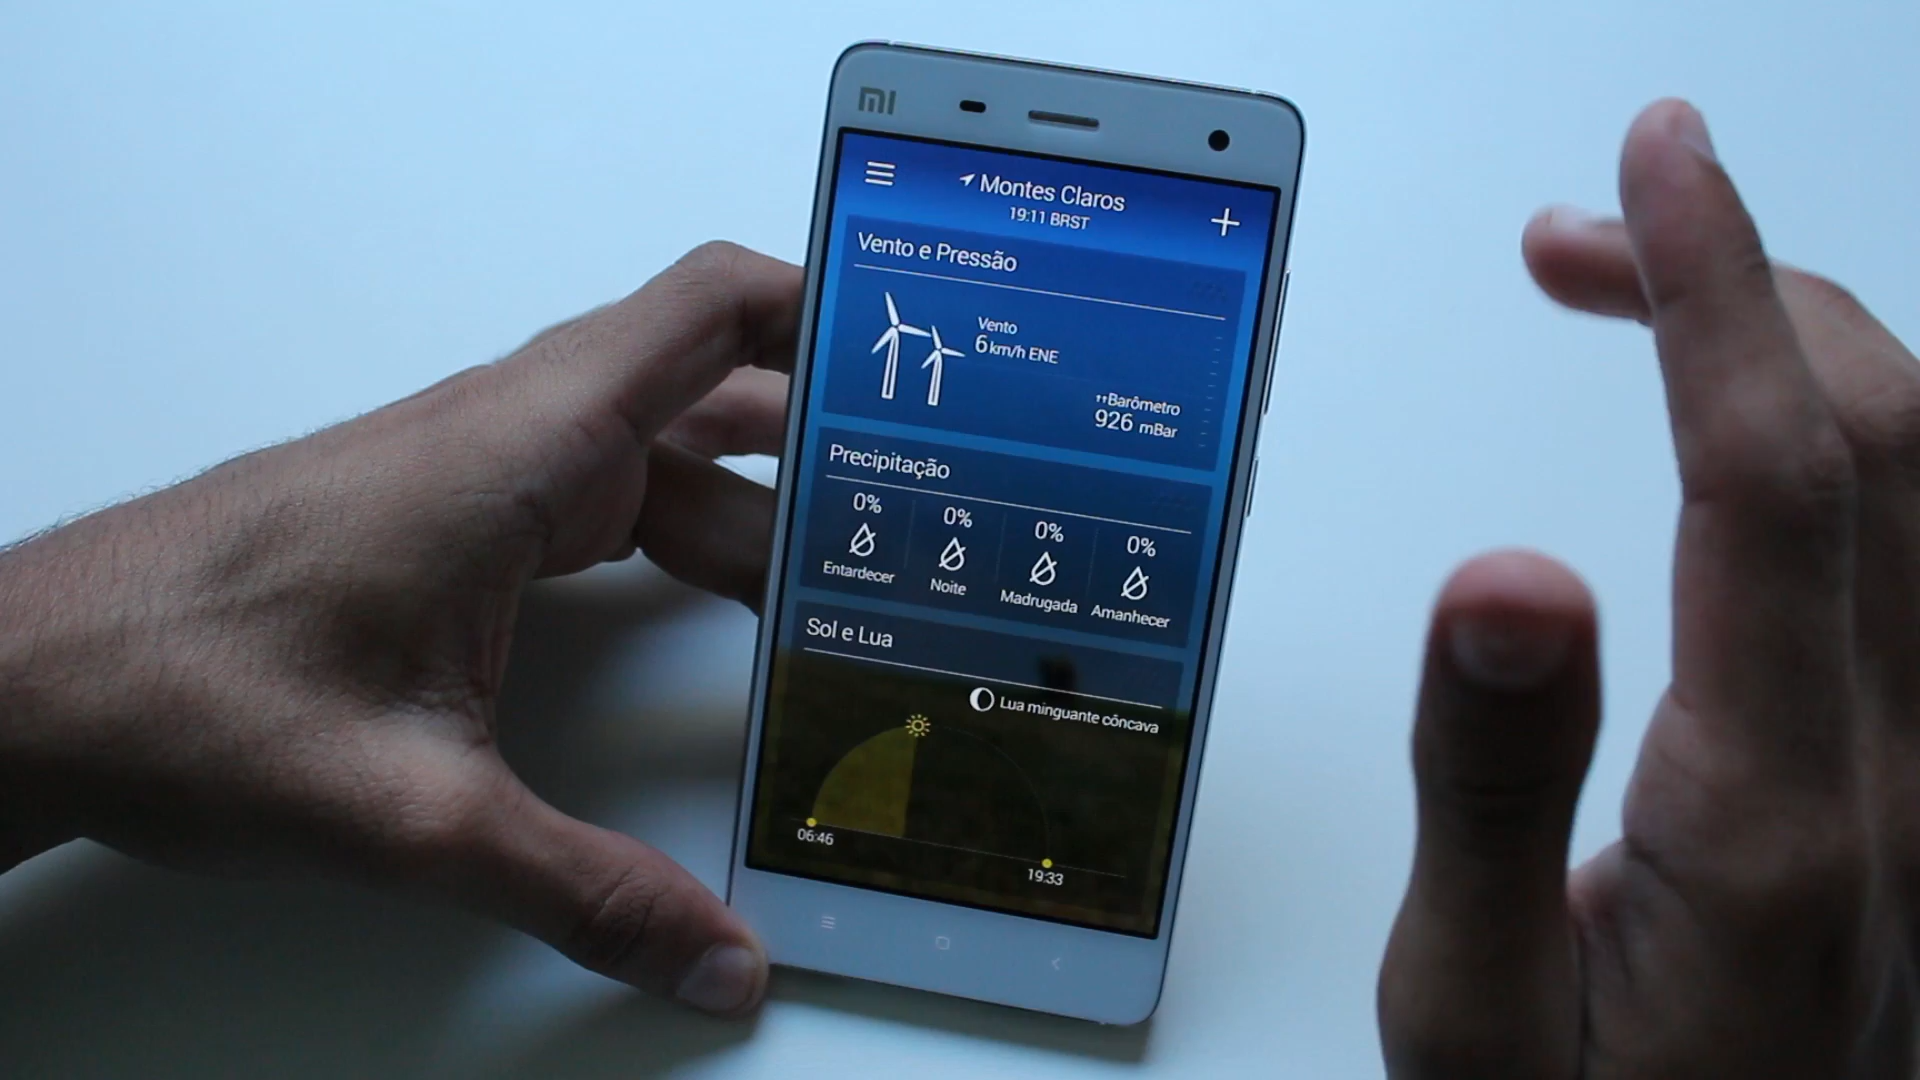 MI
Montes Claros
19:11 BRST
Vento e Pressão
Vento
6 km/h ENE
↑↑Barômetro
926 mBar
Precipitação
0% 0% 0% 0%
Entardecer Noite Madrugada Amanhecer
Sol e Lua
Lua minguante côncava
06:46
19:33